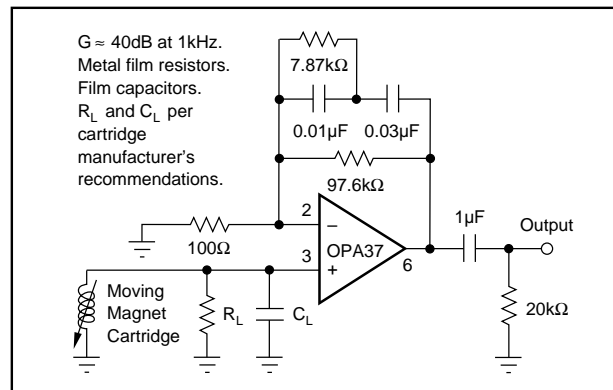 G ≈ 40dB at 1kHz.
Metal film resistors.
Film capacitors.
R_L and C_L per
cartridge
manufacturer's
recommendations.
7.87kΩ
0.01µF
0.03µF
97.6kΩ
100Ω
2
–
3
+
OPA37
6
1µF
Output
20kΩ
Moving
Magnet
Cartridge
R_L
C_L